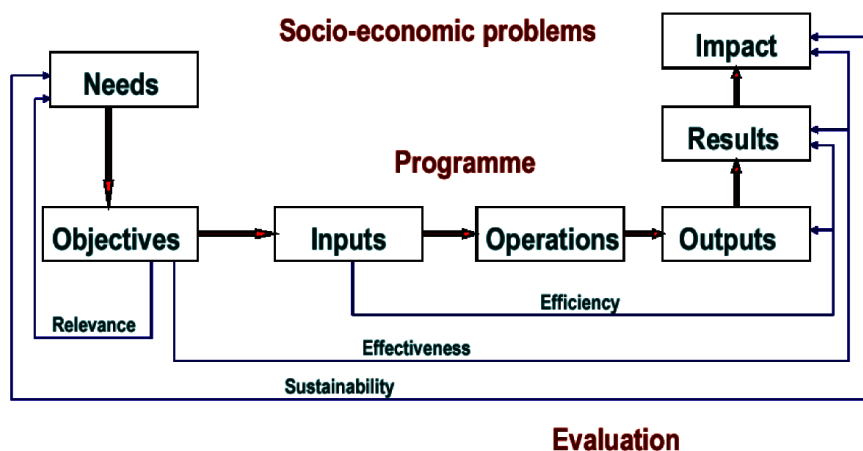 Socio-economic problems
Impact
Needs
Results
Programme
Objectives
Inputs
Operations
Outputs
Efficiency
Relevance
Effectiveness
Sustainability
Evaluation